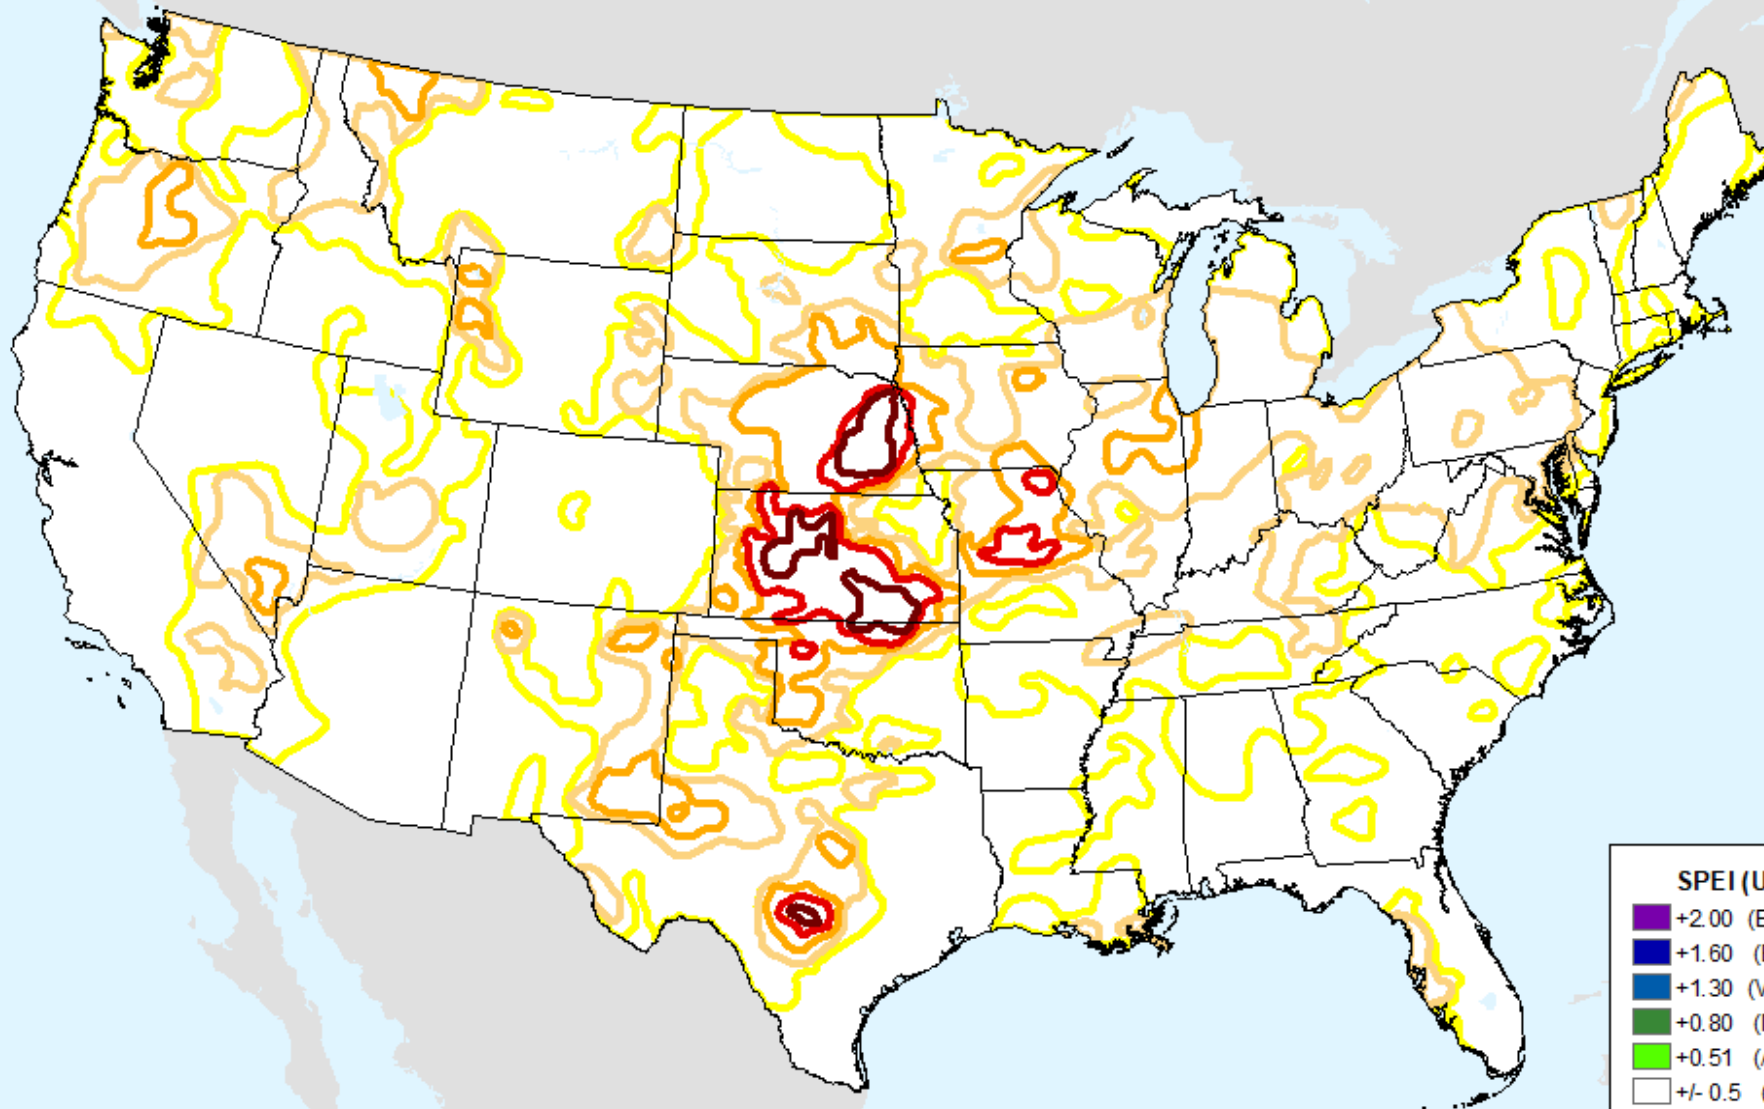 SPEI (U
+2.00 (E
+1.60 (
+1.30 (V
+0.80 (
+0.51 (
+/- 0.5 (